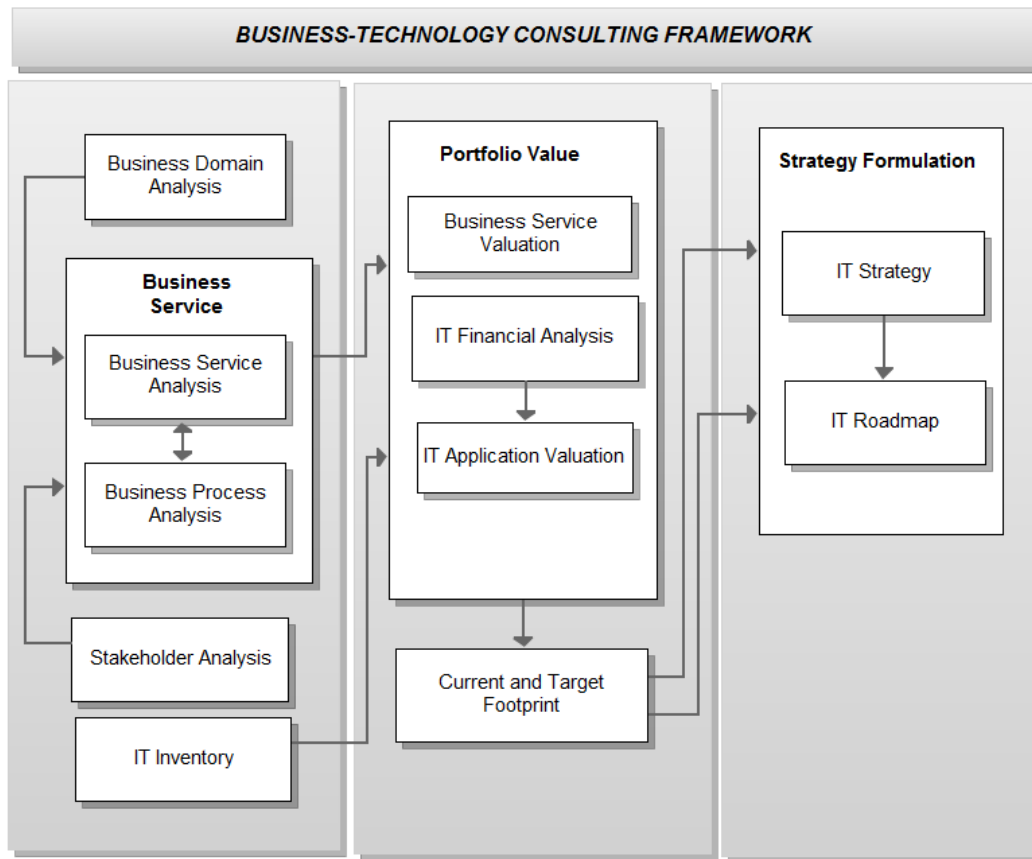 BUSINESS-TECHNOLOGY CONSULTING FRAMEWORK
Business Domain
Analysis
Business
Service
Business Service
Analysis
Business Process
Analysis
Stakeholder Analysis
IT Inventory
Portfolio Value
Business Service
Valuation
IT Financial Analysis
IT Application Valuation
Current and Target
Footprint
Strategy Formulation
IT Strategy
IT Roadmap